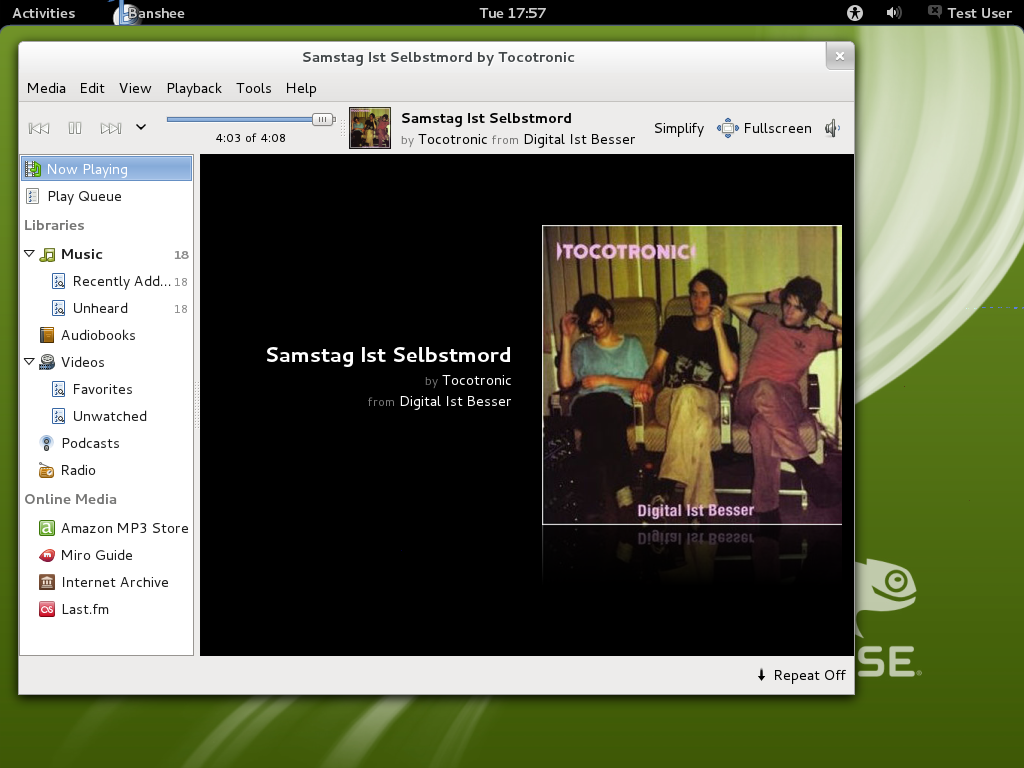 Activities Banshee Tue 17:57 Test User
Samstag Ist Selbstmord by Tocotronic
Media Edit View Playback Tools Help
Samstag Ist Selbstmord
4:03 of 4:08
by Tocotronic from Digital Ist Besser
Simplify Fullscreen
Now Playing
Play Queue
Libraries
Music 18
Recently Add... 18
Unheard 18
Audiobooks
Videos
Favorites
Unwatched
Podcasts
Radio
Online Media
Amazon MP3 Store
Miro Guide
Internet Archive
Last.fm
Samstag Ist Selbstmord
by Tocotronic
from Digital Ist Besser
TOCOTRONIC
Digital Ist Besser
SE
Repeat Off